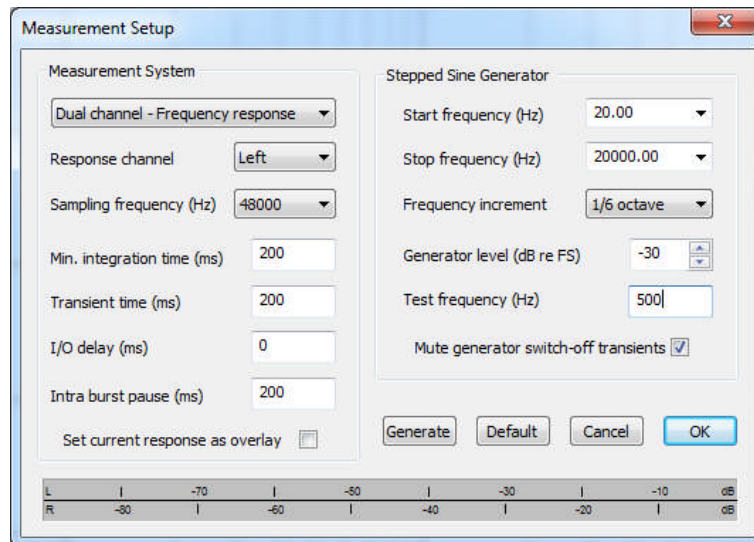 Measurement Setup
Measurement System
Dual channel - Frequency response
Response channel Left
Sampling frequency (Hz) 48000
Min. integration time (ms) 200
Transient time (ms) 200
I/O delay (ms) 0
Intra burst pause (ms) 200
Set current response as overlay
Stepped Sine Generator
Start frequency (Hz) 20.00
Stop frequency (Hz) 20000.00
Frequency increment 1/6 octave
Generator level (dB re FS) -30
Test frequency (Hz) 500
Mute generator switch-off transients
Generate Default Cancel OK
L -70 -50 -30 -10 dB
R -80 -60 -40 -20 dB